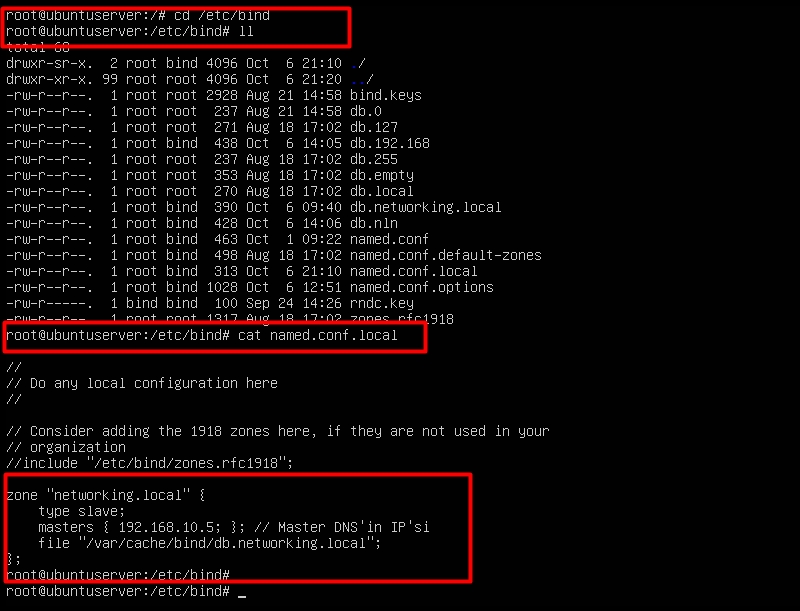 root@ubuntuserver:/# cd /etc/bind
root@ubuntuserver:/etc/bind# ll
total 68
drwxr-sr-x.  2 root bind 4096 Oct  6 21:10 ./
drwxr-xr-x. 99 root root 4096 Oct  6 21:20 ../
-rw-r--r--.  1 root root 2928 Aug 21 14:58 bind.keys
-rw-r--r--.  1 root root  237 Aug 21 14:58 db.0
-rw-r--r--.  1 root root  271 Aug 18 17:02 db.127
-rw-r--r--.  1 root bind  438 Oct  6 14:05 db.192.168
-rw-r--r--.  1 root root  237 Aug 18 17:02 db.255
-rw-r--r--.  1 root root  353 Aug 18 17:02 db.empty
-rw-r--r--.  1 root root  270 Aug 18 17:02 db.local
-rw-r--r--.  1 root bind  390 Oct  6 09:40 db.networking.local
-rw-r--r--.  1 root bind  428 Oct  6 14:06 db.nln
-rw-r--r--.  1 root bind  463 Oct  1 09:22 named.conf
-rw-r--r--.  1 root bind  498 Aug 18 17:02 named.conf.default-zones
-rw-r--r--.  1 root bind  313 Oct  6 21:10 named.conf.local
-rw-r--r--.  1 root bind 1028 Oct  6 12:51 named.conf.options
-rw-r-----.  1 bind bind  100 Sep 24 14:26 rndc.key
-rw-r--r--.  1 root root 1317 Aug 18 17:02 zones.rfc1918
root@ubuntuserver:/etc/bind# cat named.conf.local
//
// Do any local configuration here
//
// Consider adding the 1918 zones here, if they are not used in your
// organization
//include "/etc/bind/zones.rfc1918";
zone "networking.local" {
    type slave;
    masters { 192.168.10.5; }; // Master DNS'in IP'si
    file "/var/cache/bind/db.networking.local";
};
root@ubuntuserver:/etc/bind#
root@ubuntuserver:/etc/bind# _